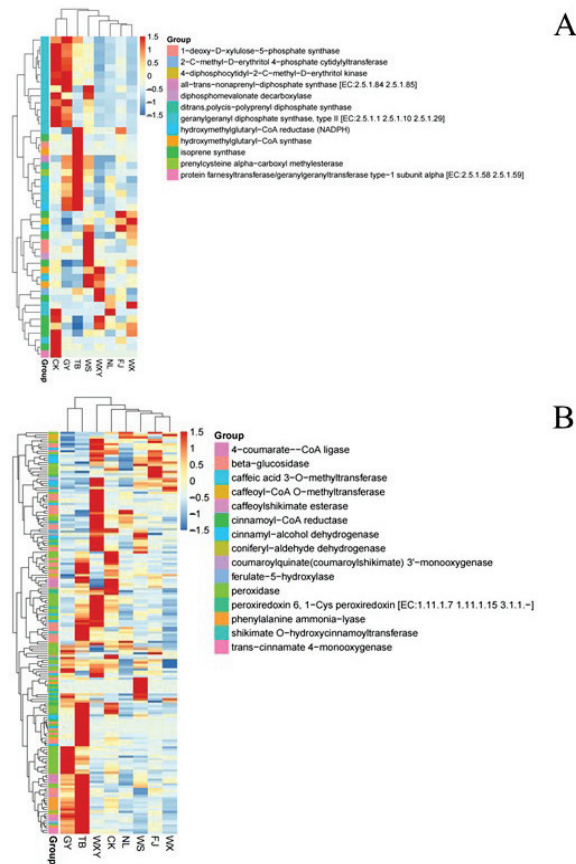 A
1.5
1
0.5
0
−0.5
−1
−1.5
Group
1−deoxy−D−xylulose−5−phosphate synthase
2−C−methyl−D−erythritol 4−phosphate cytidylyltransferase
4−diphosphocytidyl−2−C−methyl−D−erythritol kinase
all−trans−nonaprenyl−diphosphate synthase [EC:2.5.1.84 2.5.1.85]
diphosphomevalonate decarboxylase
ditrans,polycis−polyprenyl diphosphate synthase
geranylgeranyl diphosphate synthase, type II [EC:2.5.1.1 2.5.1.10 2.5.1.29]
hydroxymethylglutaryl−CoA reductase (NADPH)
hydroxymethylglutaryl−CoA synthase
isoprene synthase
prenylcysteine alpha−carboxyl methylesterase
protein farnesyltransferase/geranylgeranyltransferase type−1 subunit alpha [EC:2.5.1.58 2.5.1.59]
Group CK GY TB WS WXY NL FJ WX
B
1.5
1
0.5
0
−0.5
−1
−1.5
Group
4−coumarate−−CoA ligase
beta−glucosidase
caffeic acid 3−O−methyltransferase
caffeoyl−CoA O−methyltransferase
caffeoylshikimate esterase
cinnamoyl−CoA reductase
cinnamyl−alcohol dehydrogenase
coniferyl−aldehyde dehydrogenase
coumaroylquinate(coumaroylshikimate) 3'−monooxygenase
ferulate−5−hydroxylase
peroxidase
peroxiredoxin 6, 1−Cys peroxiredoxin [EC:1.11.1.7 1.11.1.15 3.1.1.−]
phenylalanine ammonia−lyase
shikimate O−hydroxycinnamoyltransferase
trans−cinnamate 4−monooxygenase
Group GY TB WXY CK NL WS FJ WX